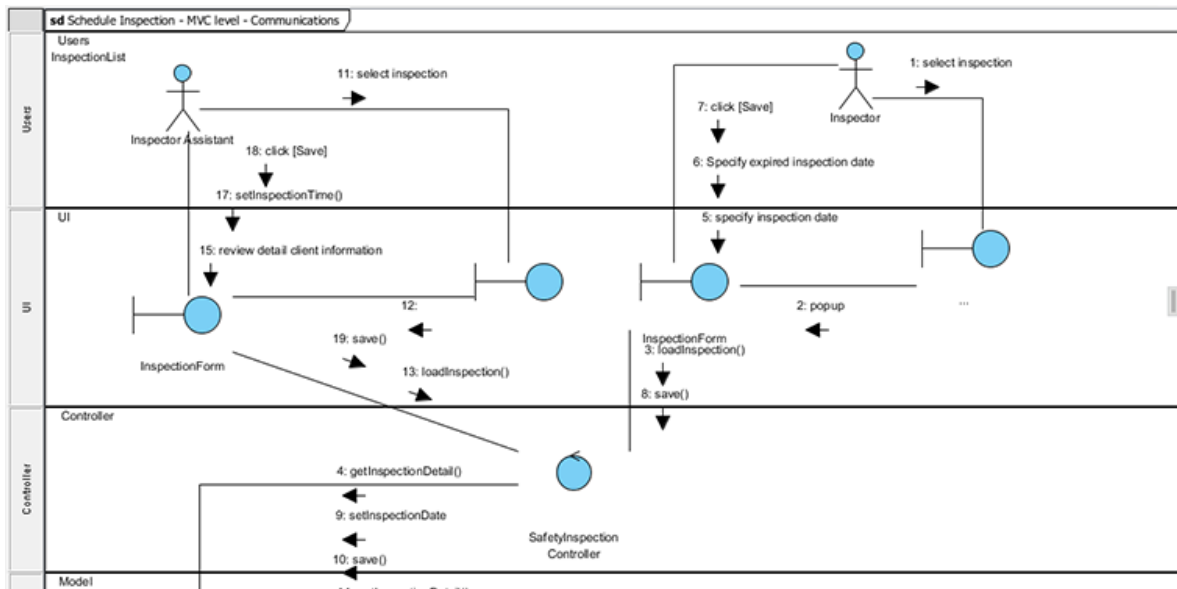 sd Schedule Inspection - MVC level - Communications
Users
InspectionList
Users
11: select inspection
1: select inspection
Inspector Assistant
Inspector
7: click [Save]
18: click [Save]
6: Specify expired inspection date
17: setInspectionTime()
UI
UI
5: specify inspection date
15: review detail client information
12:
2: popup
...
19: save()
InspectionForm
3: loadInspection()
InspectionForm
13: loadInspection()
8: save()
Controller
Controller
4: getInspectionDetail()
9: setInspectionDate
SafetyInspection
Controller
10: save()
Model